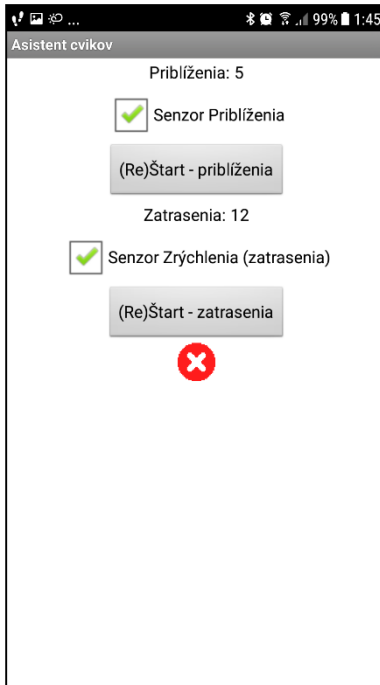 ... 99% 1:45
Asistent cvikov
Priblíženia: 5
Senzor Priblíženia
(Re)Štart - priblíženia
Zatrasenia: 12
Senzor Zrýchlenia (zatrasenia)
(Re)Štart - zatrasenia